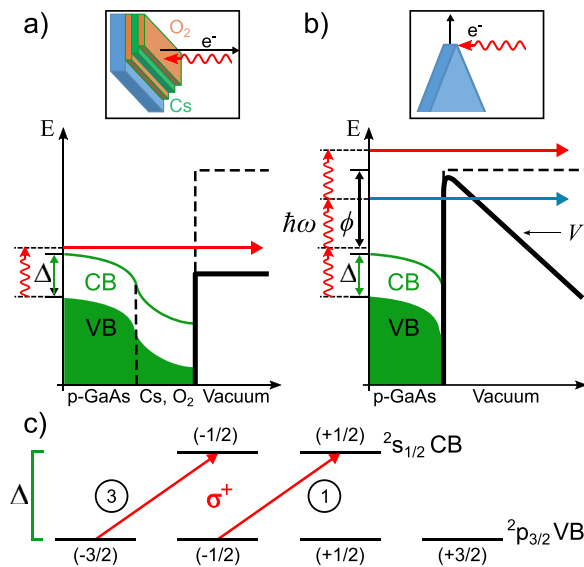 a)
O₂
e⁻
Cs
E
Δ
CB
VB
p-GaAs
Cs, O₂
Vacuum
b)
e⁻
E
ħω
ϕ
V
Δ
CB
VB
p-GaAs
Vacuum
c)
(-1/2)
(+1/2)
²s₁/₂ CB
Δ
3
σ⁺
1
²p₃/₂ VB
(-3/2)
(-1/2)
(+1/2)
(+3/2)